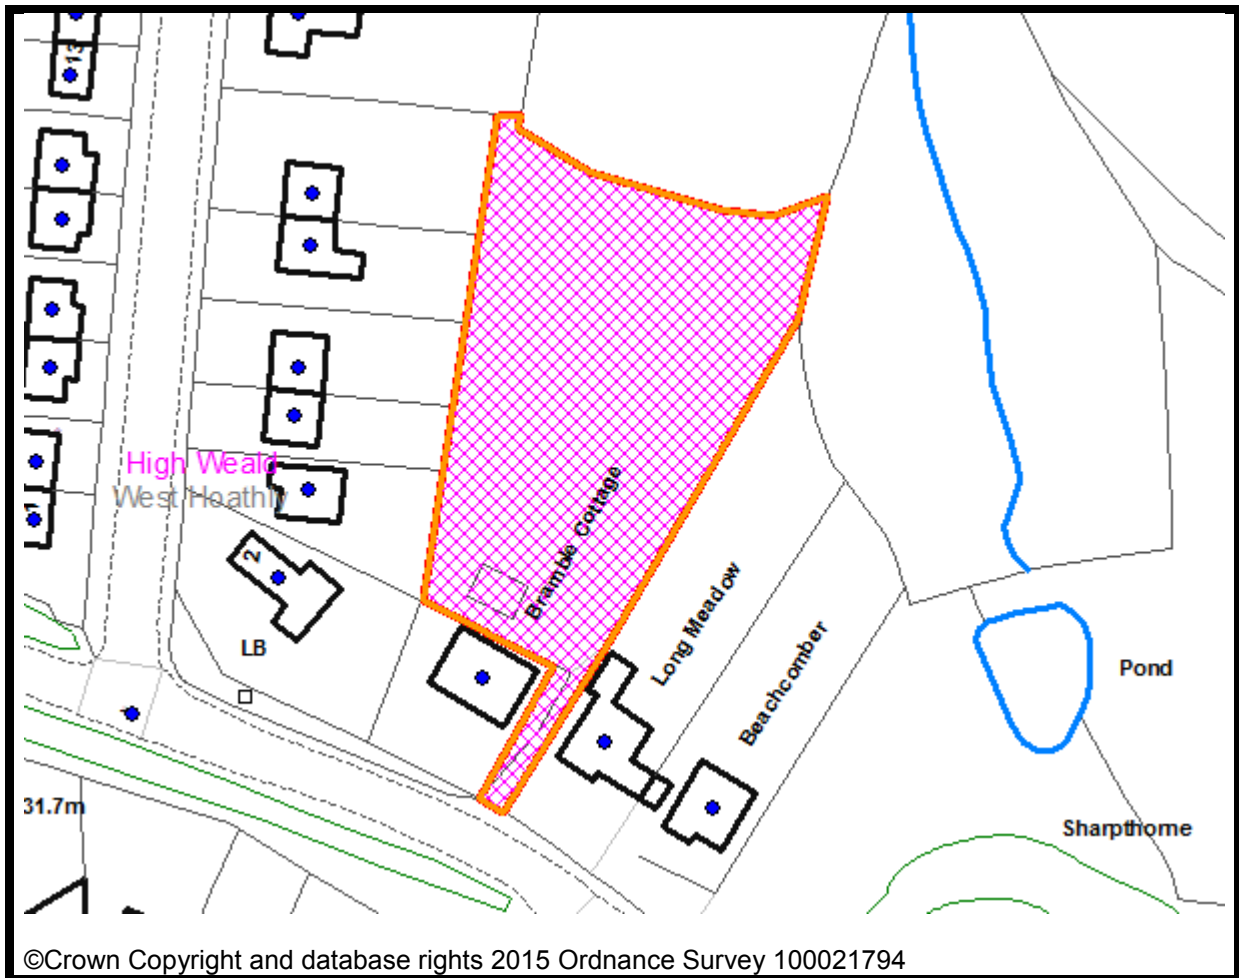 13
High Weald
West Hoathly
1
2
LB
Bramble Cottage
Long Meadow
Beachcomber
Pond
31.7m
Sharpthorne
©Crown Copyright and database rights 2015 Ordnance Survey 100021794